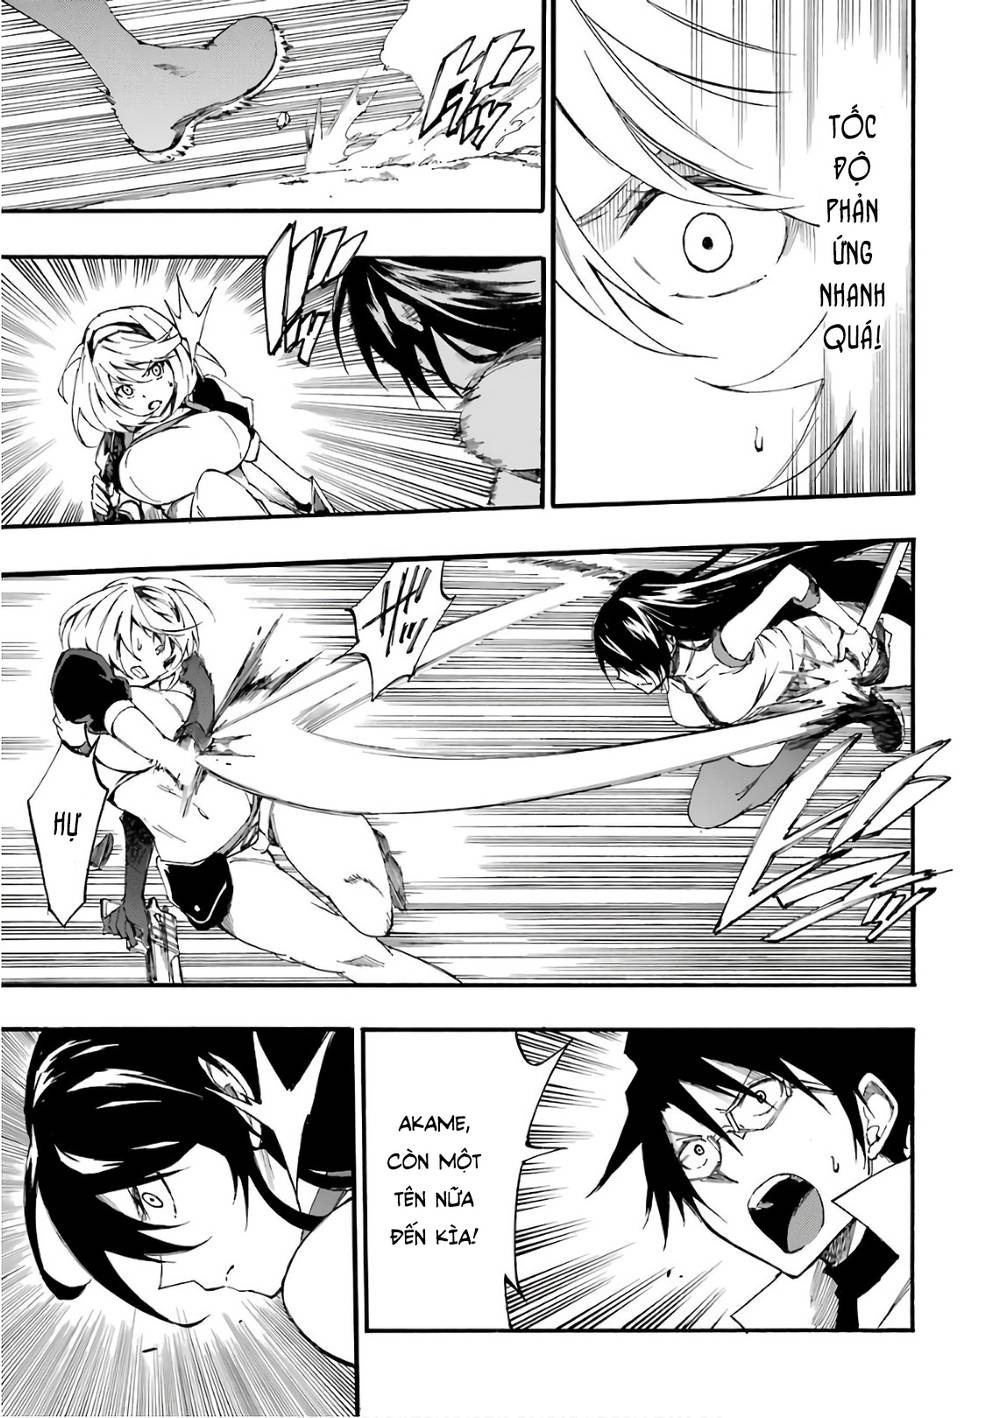 TỐC
ĐỘ
PHẢN
ỨNG
NHANH
QUÁ!
HỰ
AKAME,
CÒN MỘT
TÊN NỮA
ĐẾN KÌA!